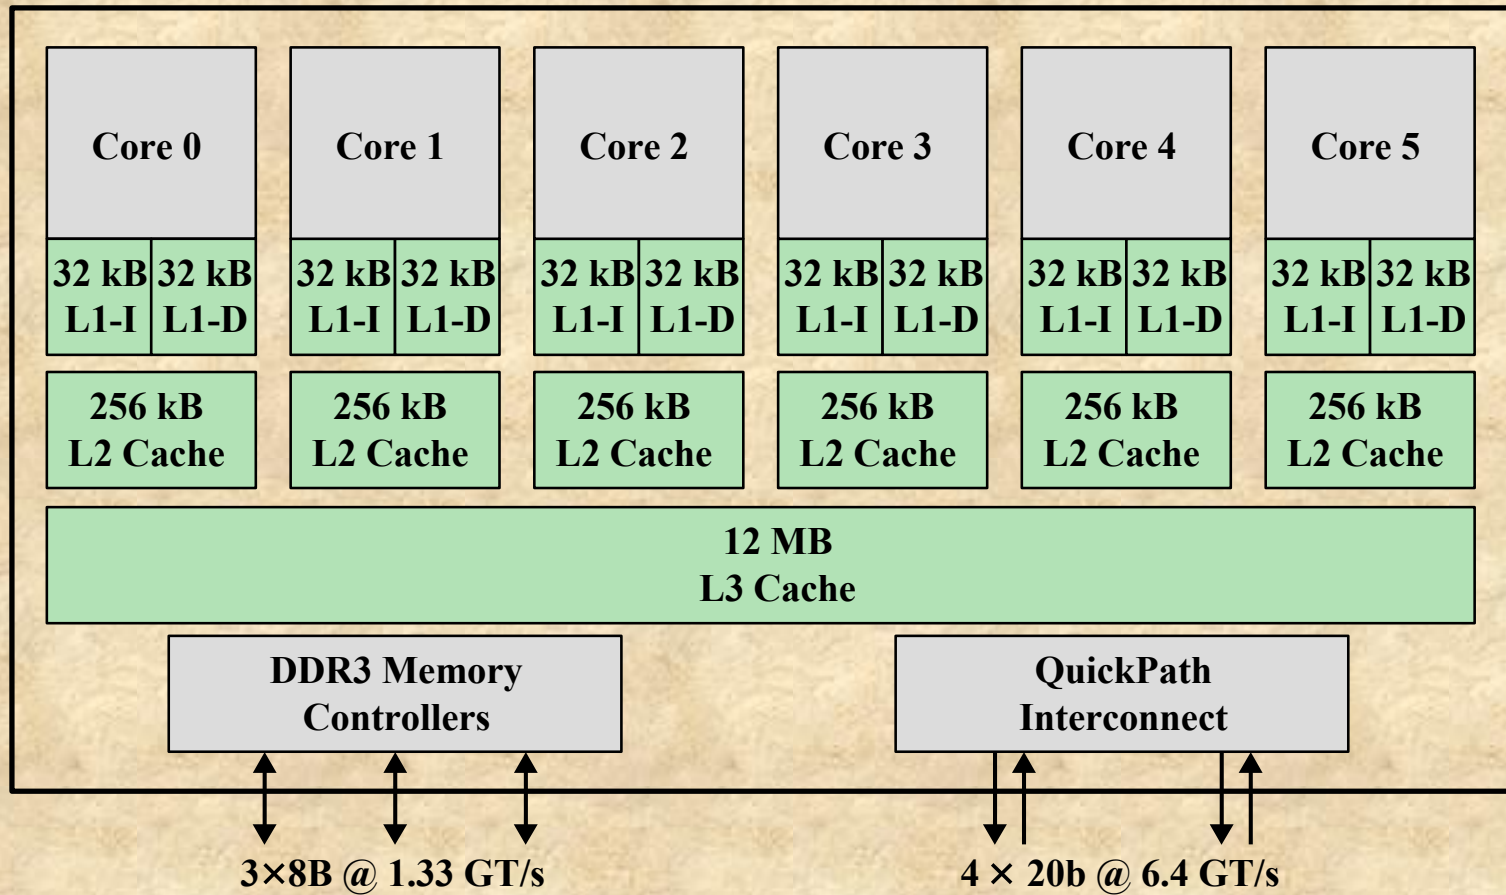 Core 0
Core 1
Core 2
Core 3
Core 4
Core 5
32 kB
L1-I
32 kB
L1-D
32 kB
L1-I
32 kB
L1-D
32 kB
L1-I
32 kB
L1-D
32 kB
L1-I
32 kB
L1-D
32 kB
L1-I
32 kB
L1-D
32 kB
L1-I
32 kB
L1-D
256 kB
L2 Cache
256 kB
L2 Cache
256 kB
L2 Cache
256 kB
L2 Cache
256 kB
L2 Cache
256 kB
L2 Cache
12 MB
L3 Cache
DDR3 Memory
Controllers
QuickPath
Interconnect
3×8B @ 1.33 GT/s
4 × 20b @ 6.4 GT/s